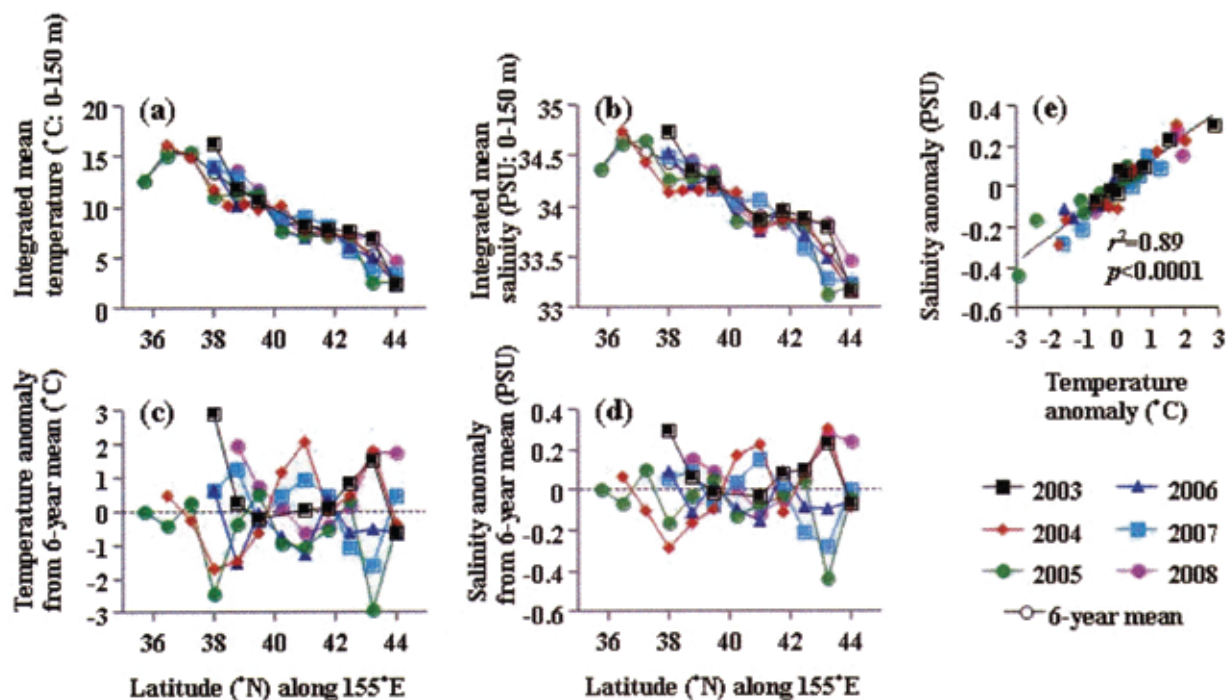 Integrated mean
temperature (°C: 0-150 m)
(a)
20
15
10
5
0
36 38 40 42 44
Integrated mean
salinity (PSU: 0-150 m)
(b)
35
34.5
34
33.5
33
36 38 40 42 44
Salinity anomaly (PSU)
(e)
0.4
0.2
0
-0.2
-0.4
-0.6
r²=0.89
p<0.0001
-3 -2 -1 0 1 2 3
Temperature
anomaly (°C)
Temperature anomaly
from 6-year mean (°C)
(c)
3
2
1
0
-1
-2
-3
36 38 40 42 44
Latitude (°N) along 155°E
Salinity anomaly
from 6-year mean (PSU)
(d)
0.4
0.2
0
-0.2
-0.4
-0.6
36 38 40 42 44
Latitude (°N) along 155°E
2003 2006
2004 2007
2005 2008
6-year mean